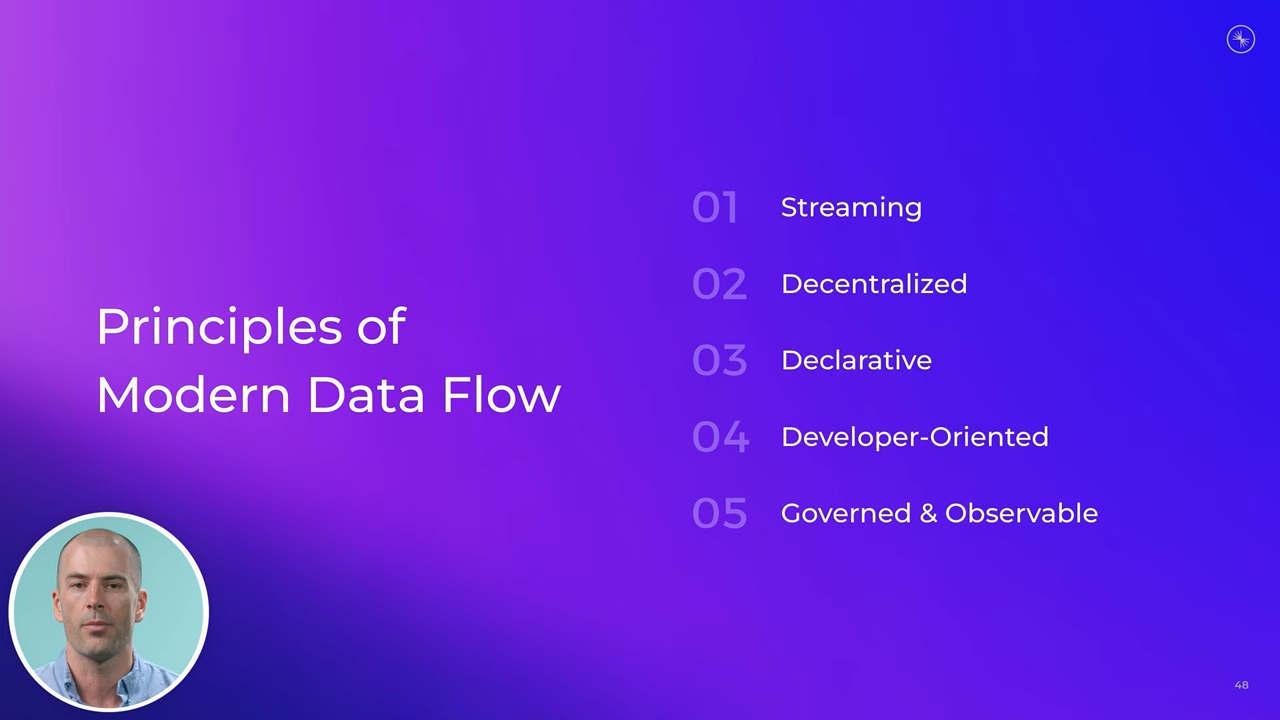 Principles of
Modern Data Flow
01 Streaming
02 Decentralized
03 Declarative
04 Developer-Oriented
05 Governed & Observable
48